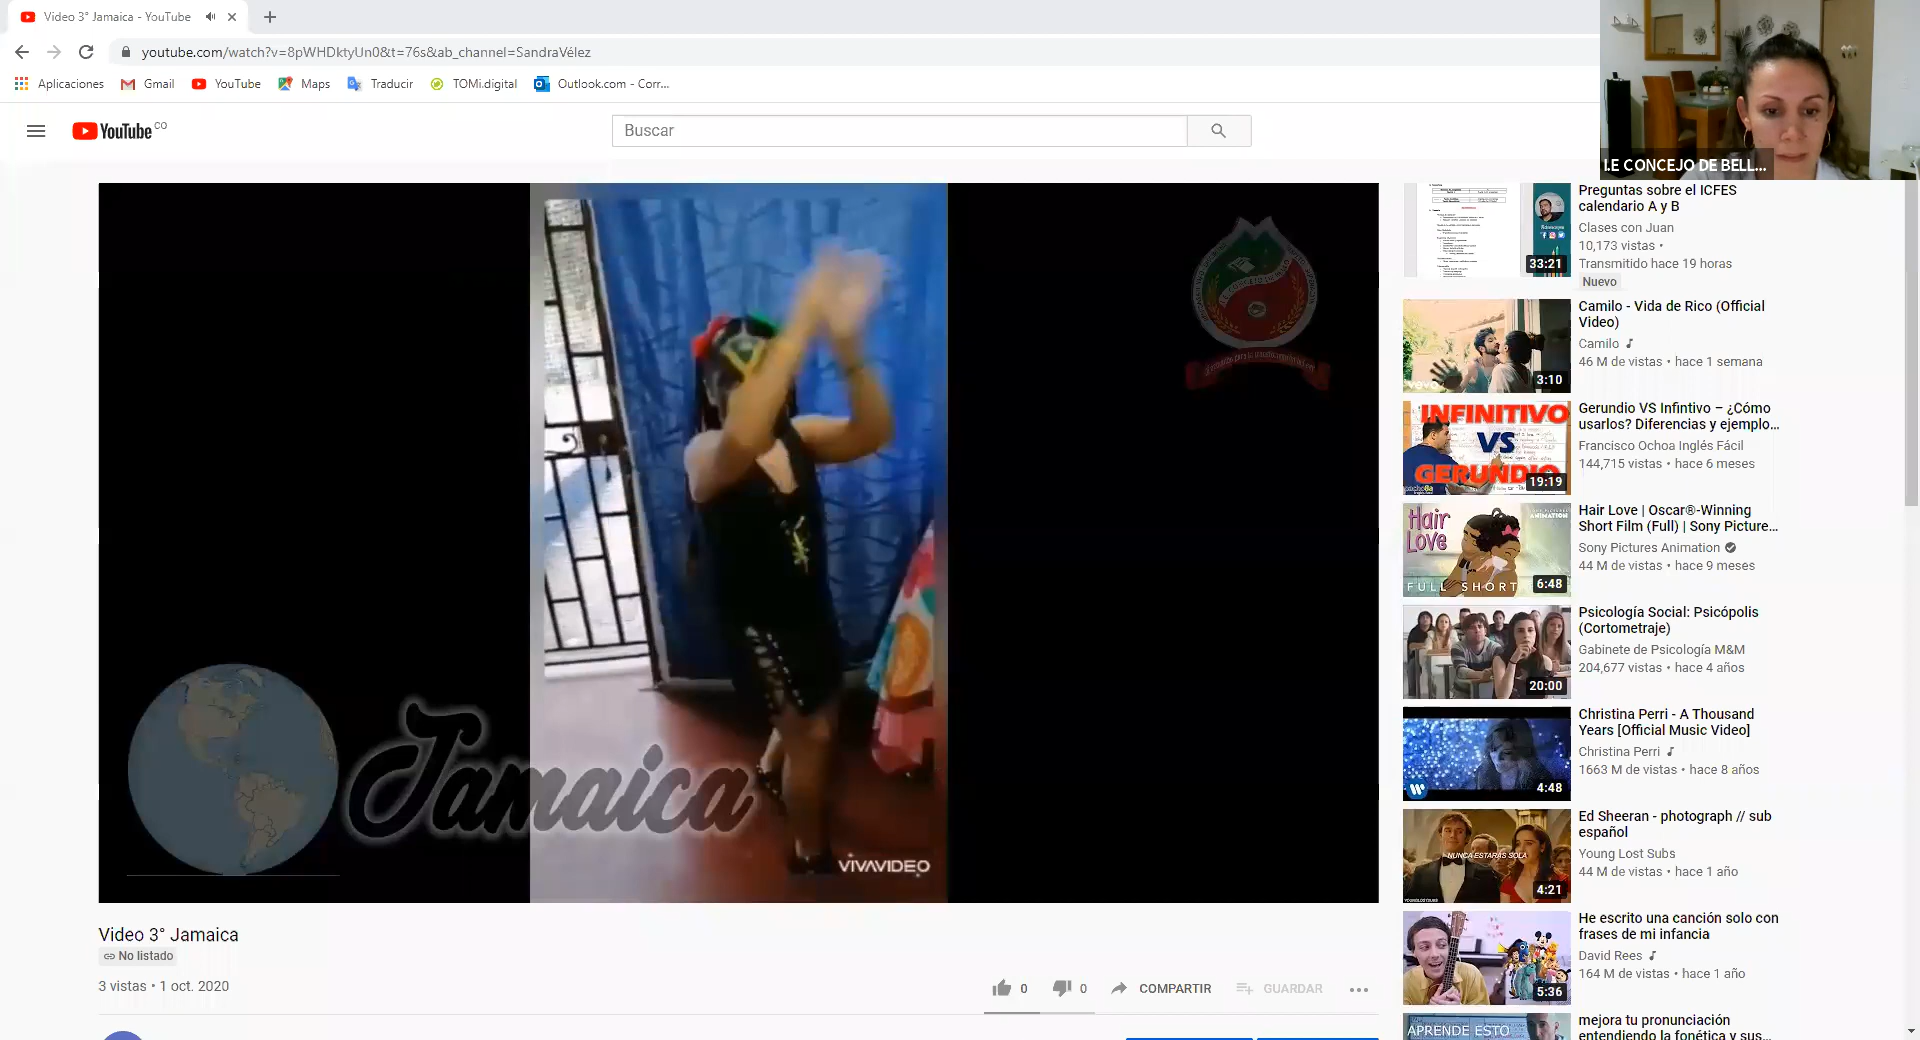 Video 3° Jamaica - YouTube
youtube.com/watch?v=8pWHDktyUn0&t=76s&ab_channel=SandraVélez
Aplicaciones
Gmail
YouTube
Maps
Traducir
TOMi.digital
Outlook.com - Corr...
YouTube CO
Buscar
I.E CONCEJO DE BELL...
Jamaica
VIVAVIDEO
Video 3° Jamaica
No listado
3 vistas • 1 oct. 2020
0
0
COMPARTIR
GUARDAR
33:21
Preguntas sobre el ICFES
calendario A y B
Clases con Juan
10,173 vistas •
Transmitido hace 19 horas
Nuevo
vevo
3:10
Camilo - Vida de Rico (Official
Video)
Camilo
46 M de vistas • hace 1 semana
INFINITIVO
VS
GERUNDIO
19:19
Gerundio VS Infintivo – ¿Cómo
usarlos? Diferencias y ejemplo...
Francisco Ochoa Inglés Fácil
144,715 vistas • hace 6 meses
Hair
LOVE
ANIMATION
FULL SHORT
6:48
Hair Love | Oscar®-Winning
Short Film (Full) | Sony Picture...
Sony Pictures Animation
44 M de vistas • hace 9 meses
20:00
Psicología Social: Psicópolis
(Cortometraje)
Gabinete de Psicología M&M
204,677 vistas • hace 4 años
4:48
Christina Perri - A Thousand
Years [Official Music Video]
Christina Perri
1663 M de vistas • hace 8 años
NUNCA ESTARAS SOLA
4:21
Ed Sheeran - photograph // sub
español
Young Lost Subs
44 M de vistas • hace 1 año
5:36
He escrito una canción solo con
frases de mi infancia
David Rees
164 M de vistas • hace 1 año
APRENDE ESTO
mejora tu pronunciación
entendiendo la fonética y sus...